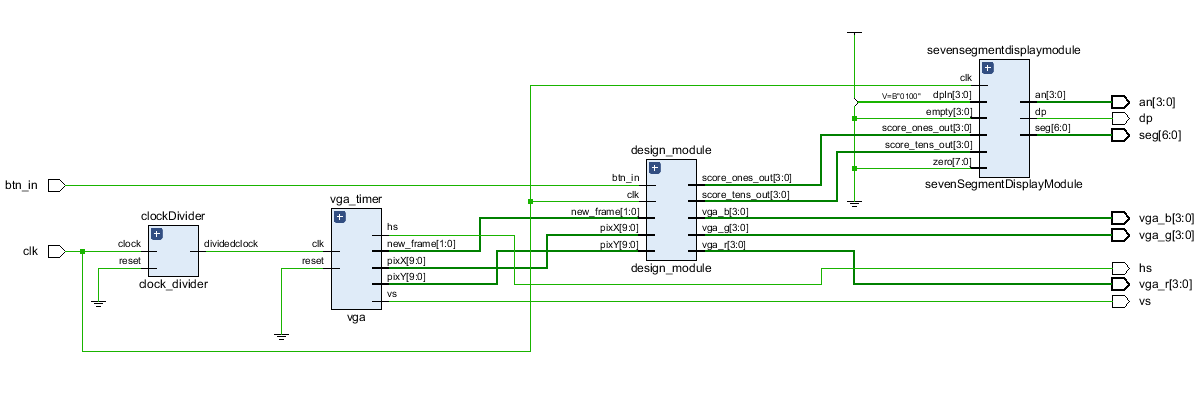 sevensegmentdisplaymodule
clk
V=B"0100"
dpIn[3:0]
an[3:0]
an[3:0]
empty[3:0]
dp
dp
score_ones_out[3:0]
seg[6:0]
seg[6:0]
score_tens_out[3:0]
zero[7:0]
sevenSegmentDisplayModule
design_module
btn_in
btn_in
score_ones_out[3:0]
clk
score_tens_out[3:0]
new_frame[1:0]
vga_b[3:0]
vga_b[3:0]
pixX[9:0]
vga_g[3:0]
vga_g[3:0]
pixY[9:0]
vga_r[3:0]
design_module
vga_timer
clockDivider
hs
clk
clock
dividedclock
clk
new_frame[1:0]
reset
reset
pixX[9:0]
hs
clock_divider
pixY[9:0]
vga_r[3:0]
vs
vs
vga